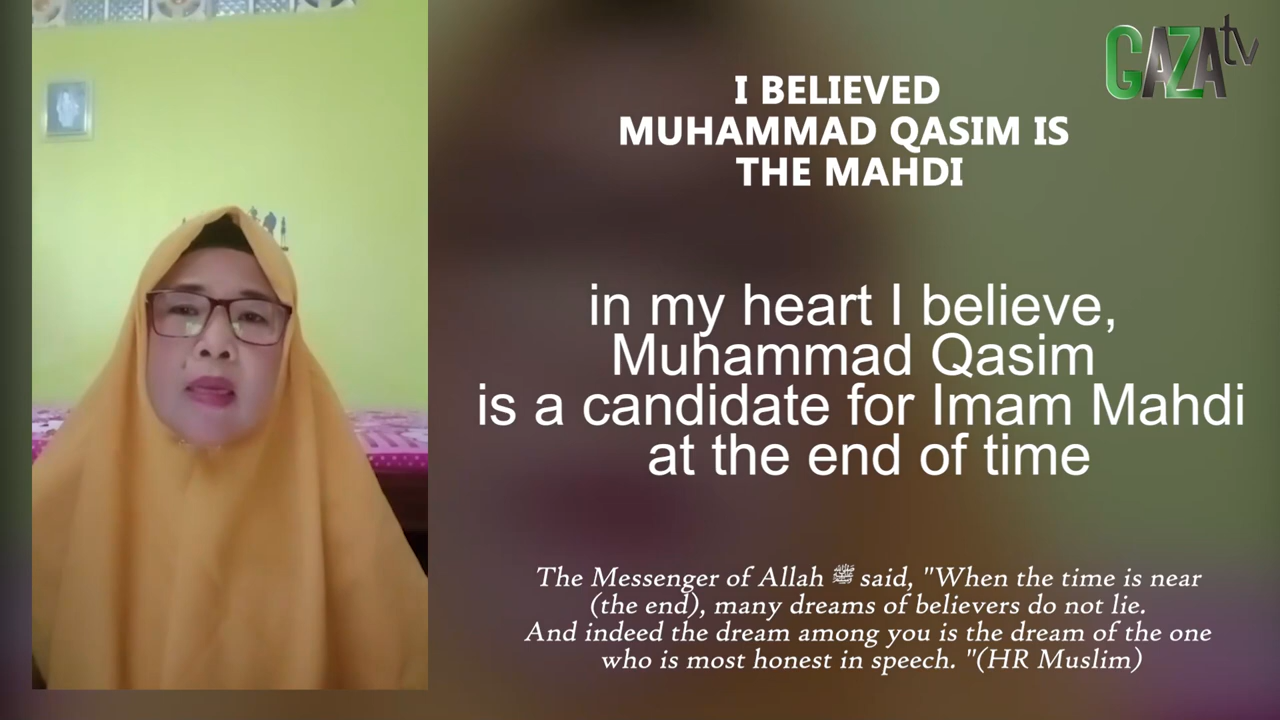 GAZA tv
I BELIEVED
MUHAMMAD QASIM IS
THE MAHDI
in my heart I believe,
Muhammad Qasim
is a candidate for Imam Mahdi
at the end of time
The Messenger of Allah ﷺ said, "When the time is near
(the end), many dreams of believers do not lie.
And indeed the dream among you is the dream of the one
who is most honest in speech. "(HR Muslim)